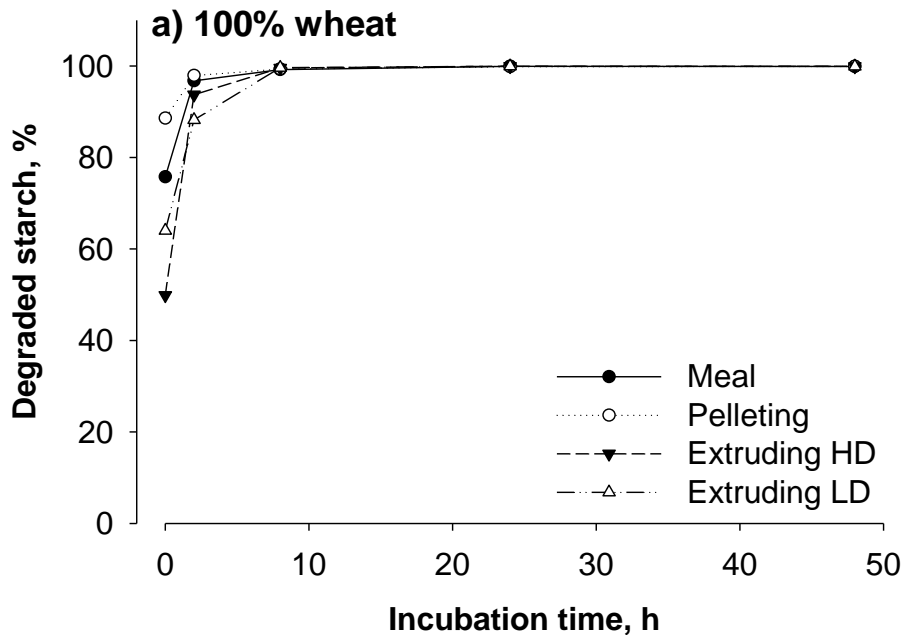 a) 100% wheat
Degraded starch, %
100
80
60
40
20
0
Meal
Pelleting
Extruding HD
Extruding LD
0 10 20 30 40 50
Incubation time, h